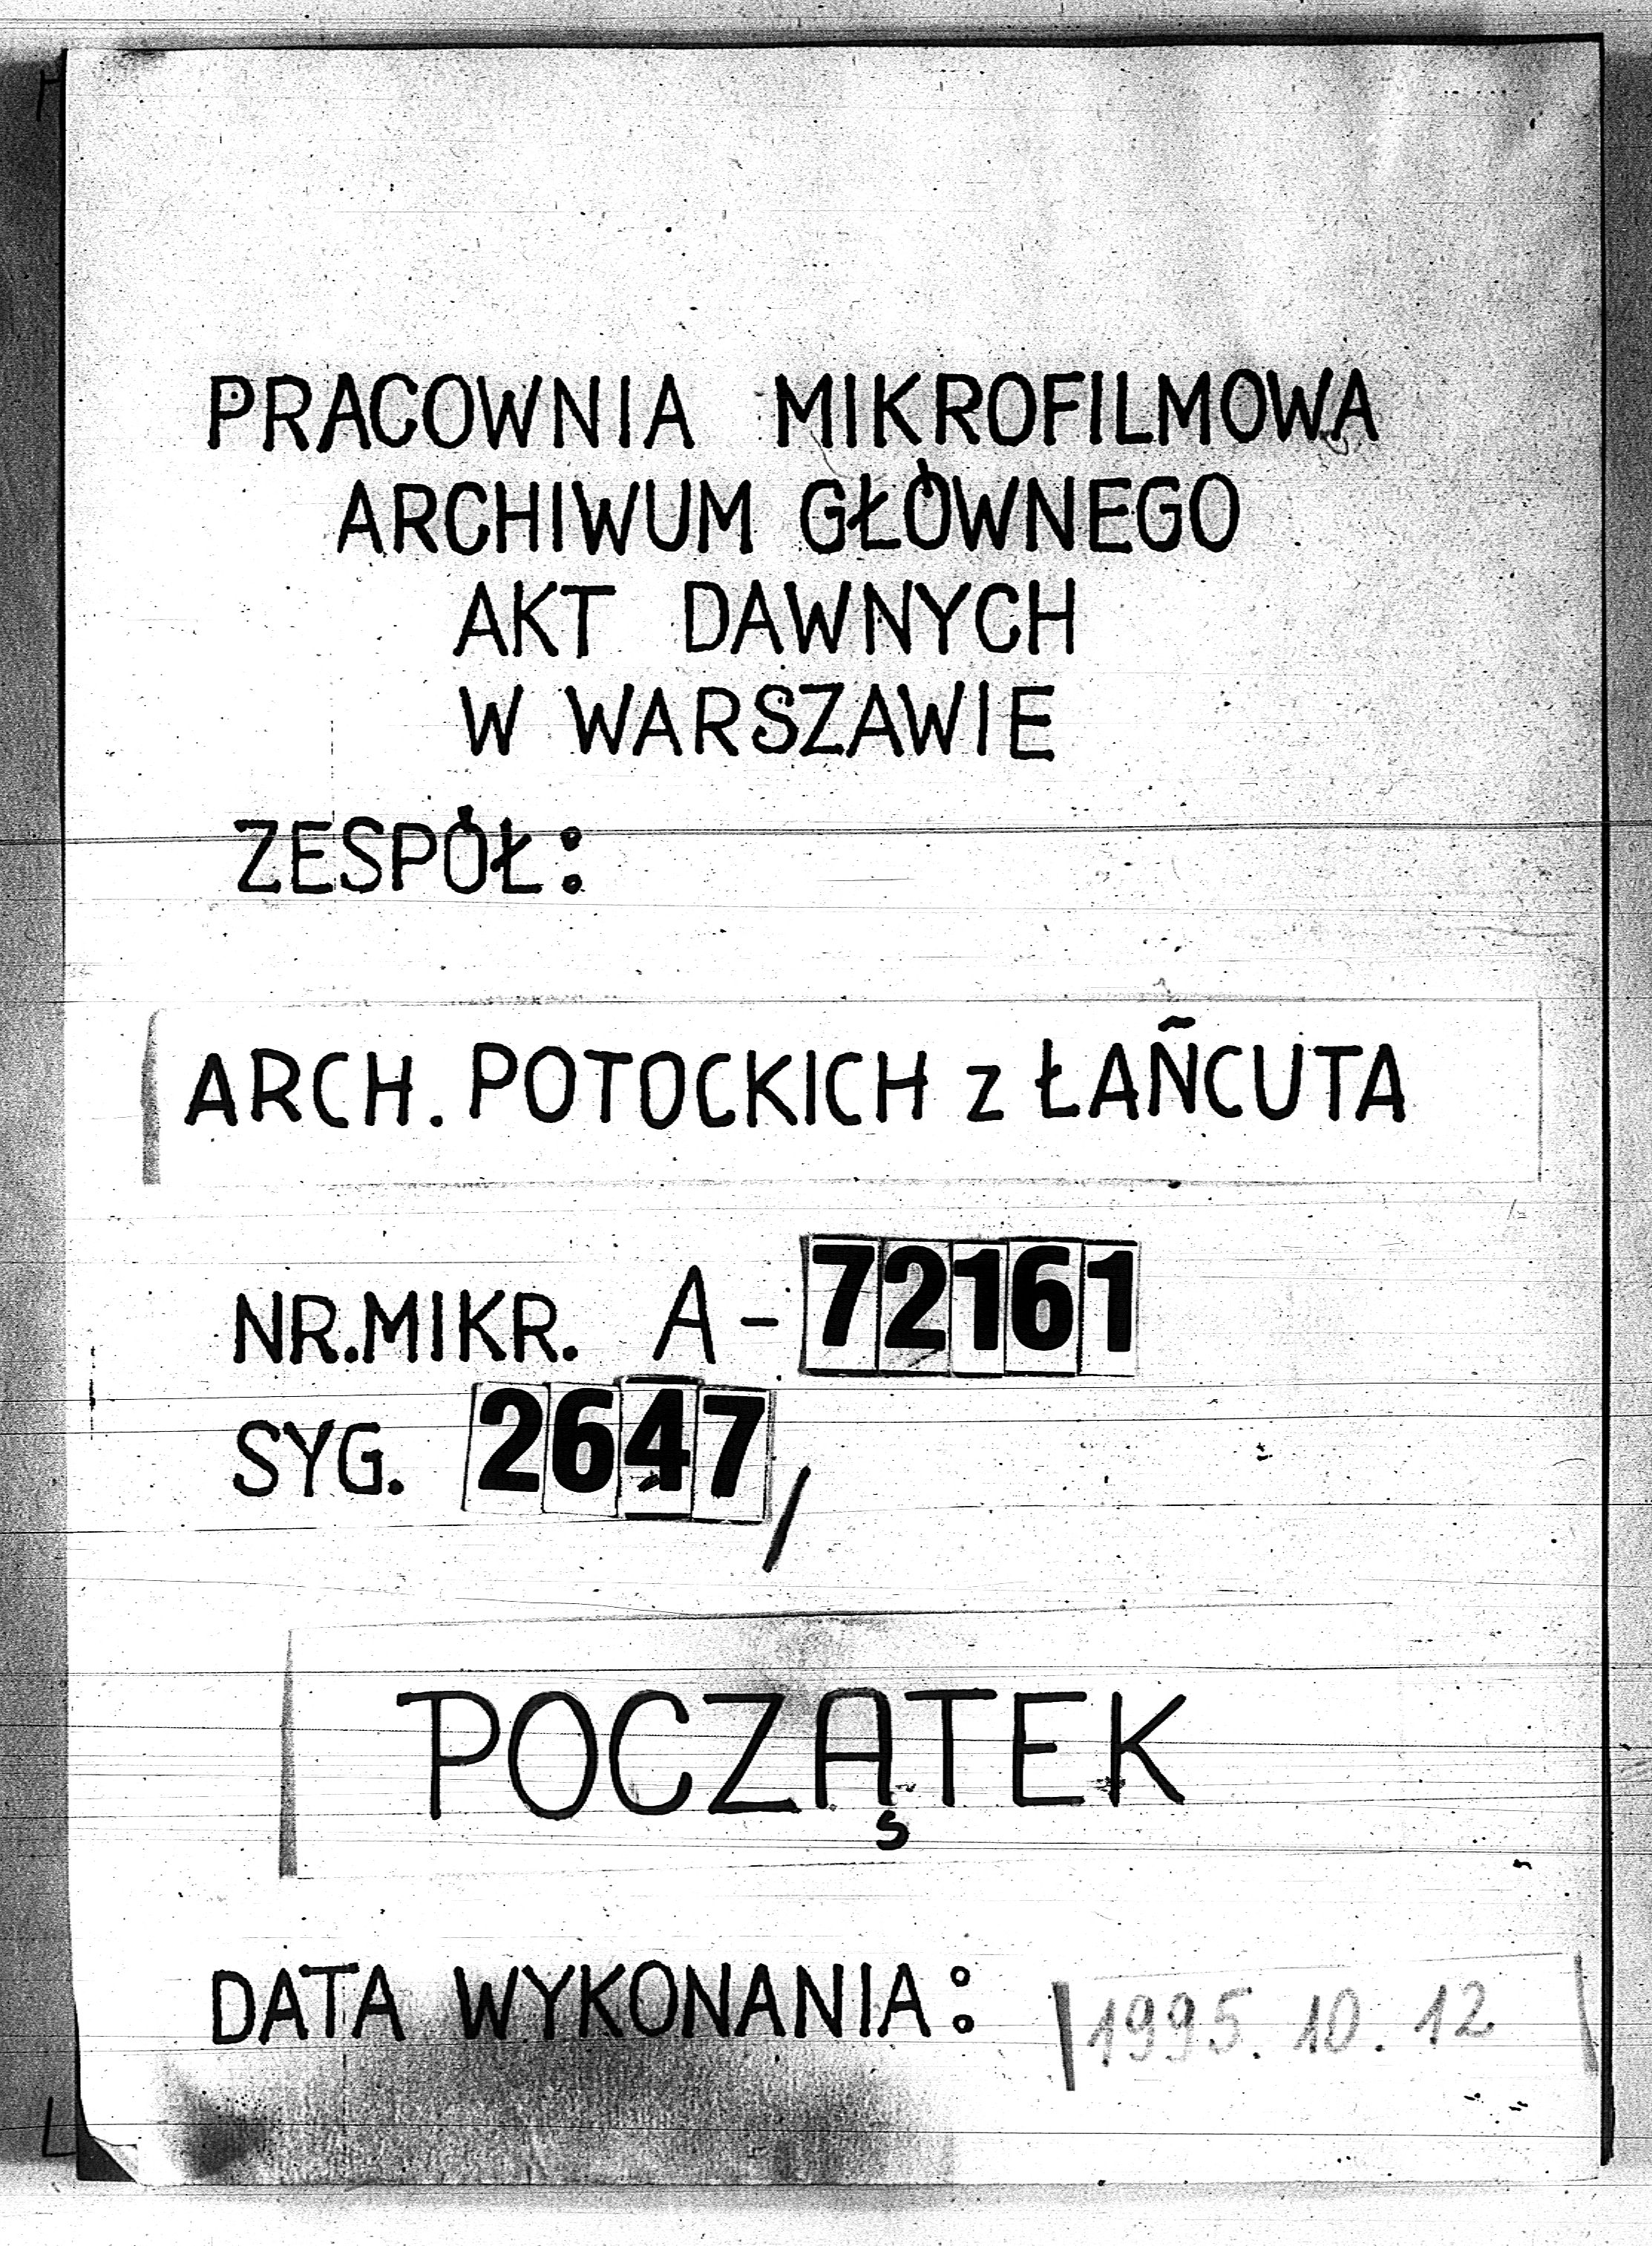 PRACOWNIA MIKROFILMOWA
ARCHIWUM GŁÓWNEGO
AKT DAWNYCH
W WARSZAWIE
ZESPÓŁ:
ARCH. POTOCKICH z ŁAŃCUTA
NR.MIKR. A-72161
SYG. 2647/
POCZĄTEK
DATA WYKONANIA: 1995.10.12